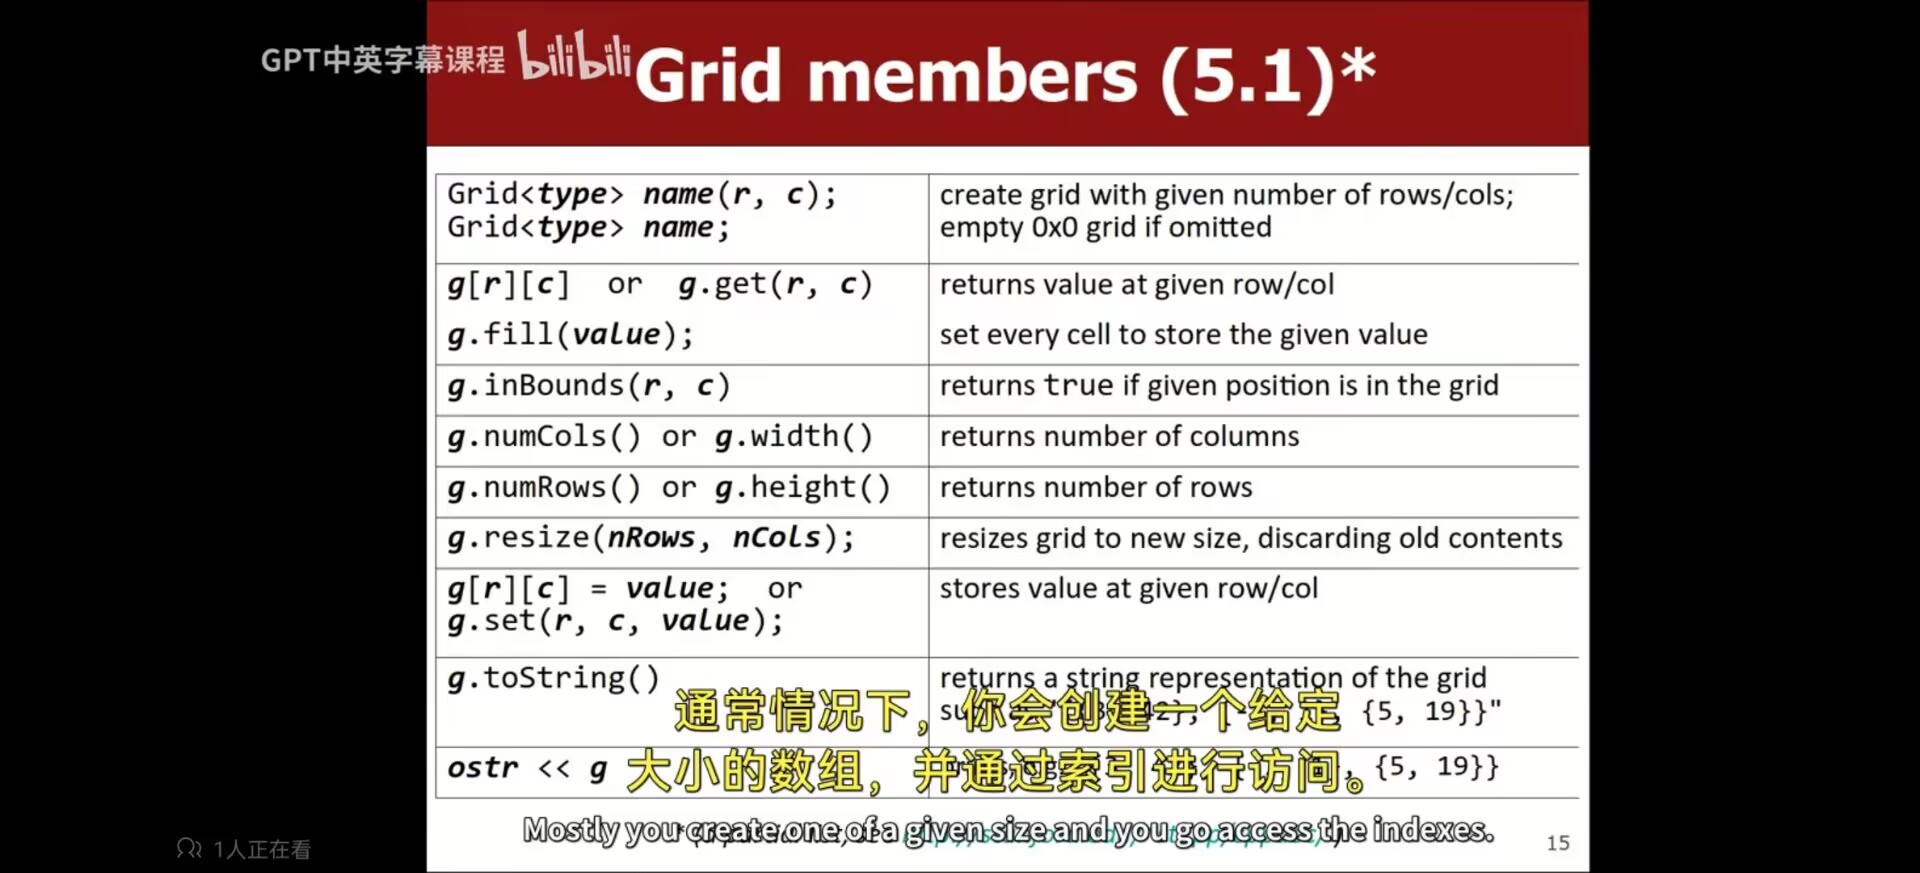 GPT中英字幕课程 bilibili
Grid members (5.1)*
Grid<type> name(r, c);
Grid<type> name;
create grid with given number of rows/cols;
empty 0x0 grid if omitted
g[r][c] or g.get(r, c)
returns value at given row/col
g.fill(value);
set every cell to store the given value
g.inBounds(r, c)
returns true if given position is in the grid
g.numCols() or g.width()
returns number of columns
g.numRows() or g.height()
returns number of rows
g.resize(nRows, nCols);
resizes grid to new size, discarding old contents
g[r][c] = value; or
g.set(r, c, value);
stores value at given row/col
g.toString()
returns a string representation of the grid
{5, 19}}"
ostr << g
, {5, 19}}
通常情况下，你会创建一个给定
大小的数组，并通过索引进行访问。
Mostly you create one of a given size and you go access the indexes.
15
1人正在看